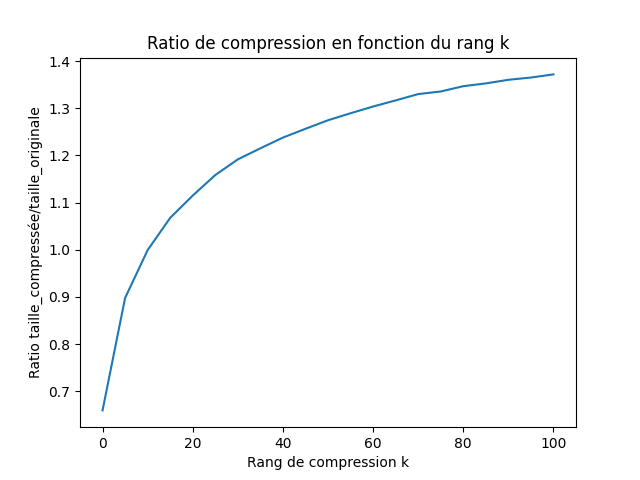 Ratio de compression en fonction du rang k
Ratio taille_compressée/taille_originale
1.4
1.3
1.2
1.1
1.0
0.9
0.8
0.7
0 20 40 60 80 100
Rang de compression k